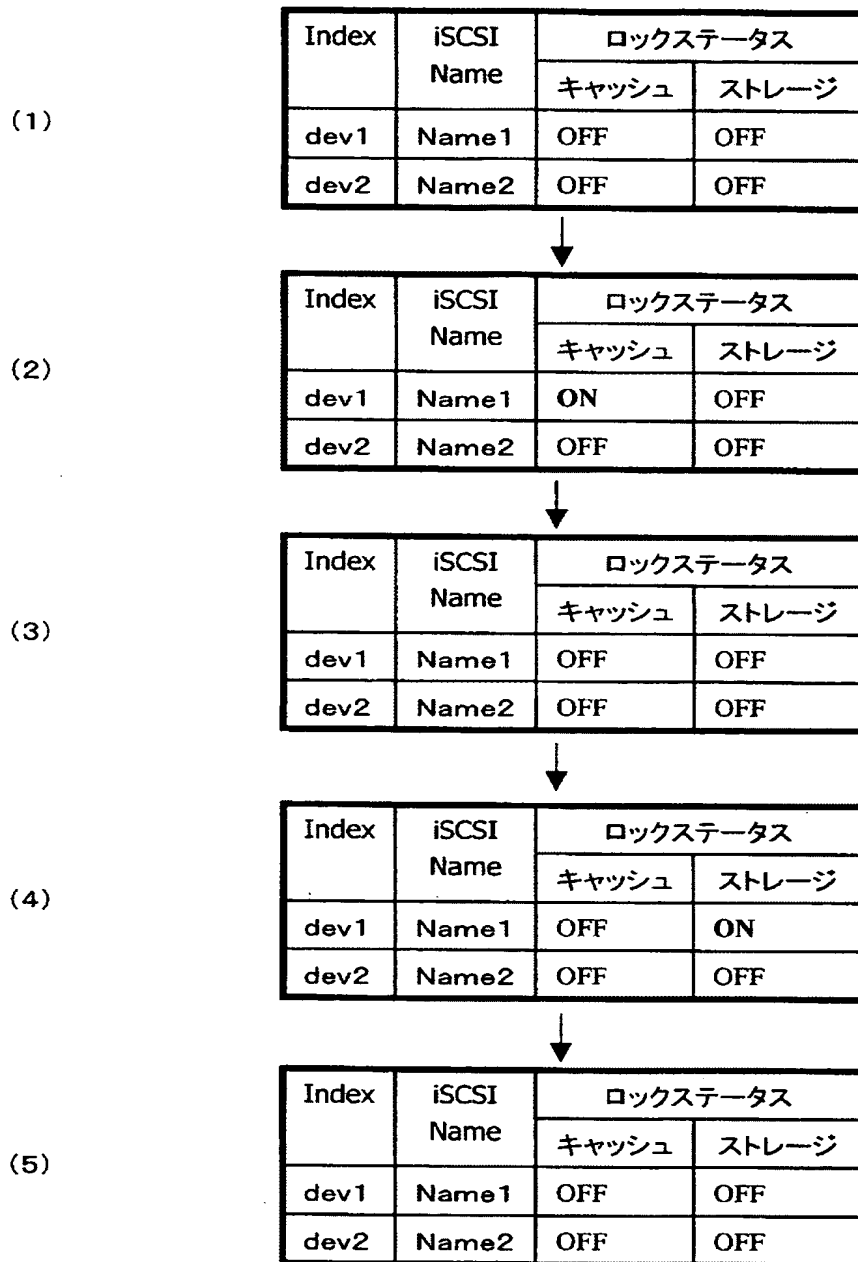 (1)
Index iSCSI Name ロックステータス
キャッシュ ストレージ
dev1 Name1 OFF OFF
dev2 Name2 OFF OFF
(2)
Index iSCSI Name ロックステータス
キャッシュ ストレージ
dev1 Name1 ON OFF
dev2 Name2 OFF OFF
(3)
Index iSCSI Name ロックステータス
キャッシュ ストレージ
dev1 Name1 OFF OFF
dev2 Name2 OFF OFF
(4)
Index iSCSI Name ロックステータス
キャッシュ ストレージ
dev1 Name1 OFF ON
dev2 Name2 OFF OFF
(5)
Index iSCSI Name ロックステータス
キャッシュ ストレージ
dev1 Name1 OFF OFF
dev2 Name2 OFF OFF